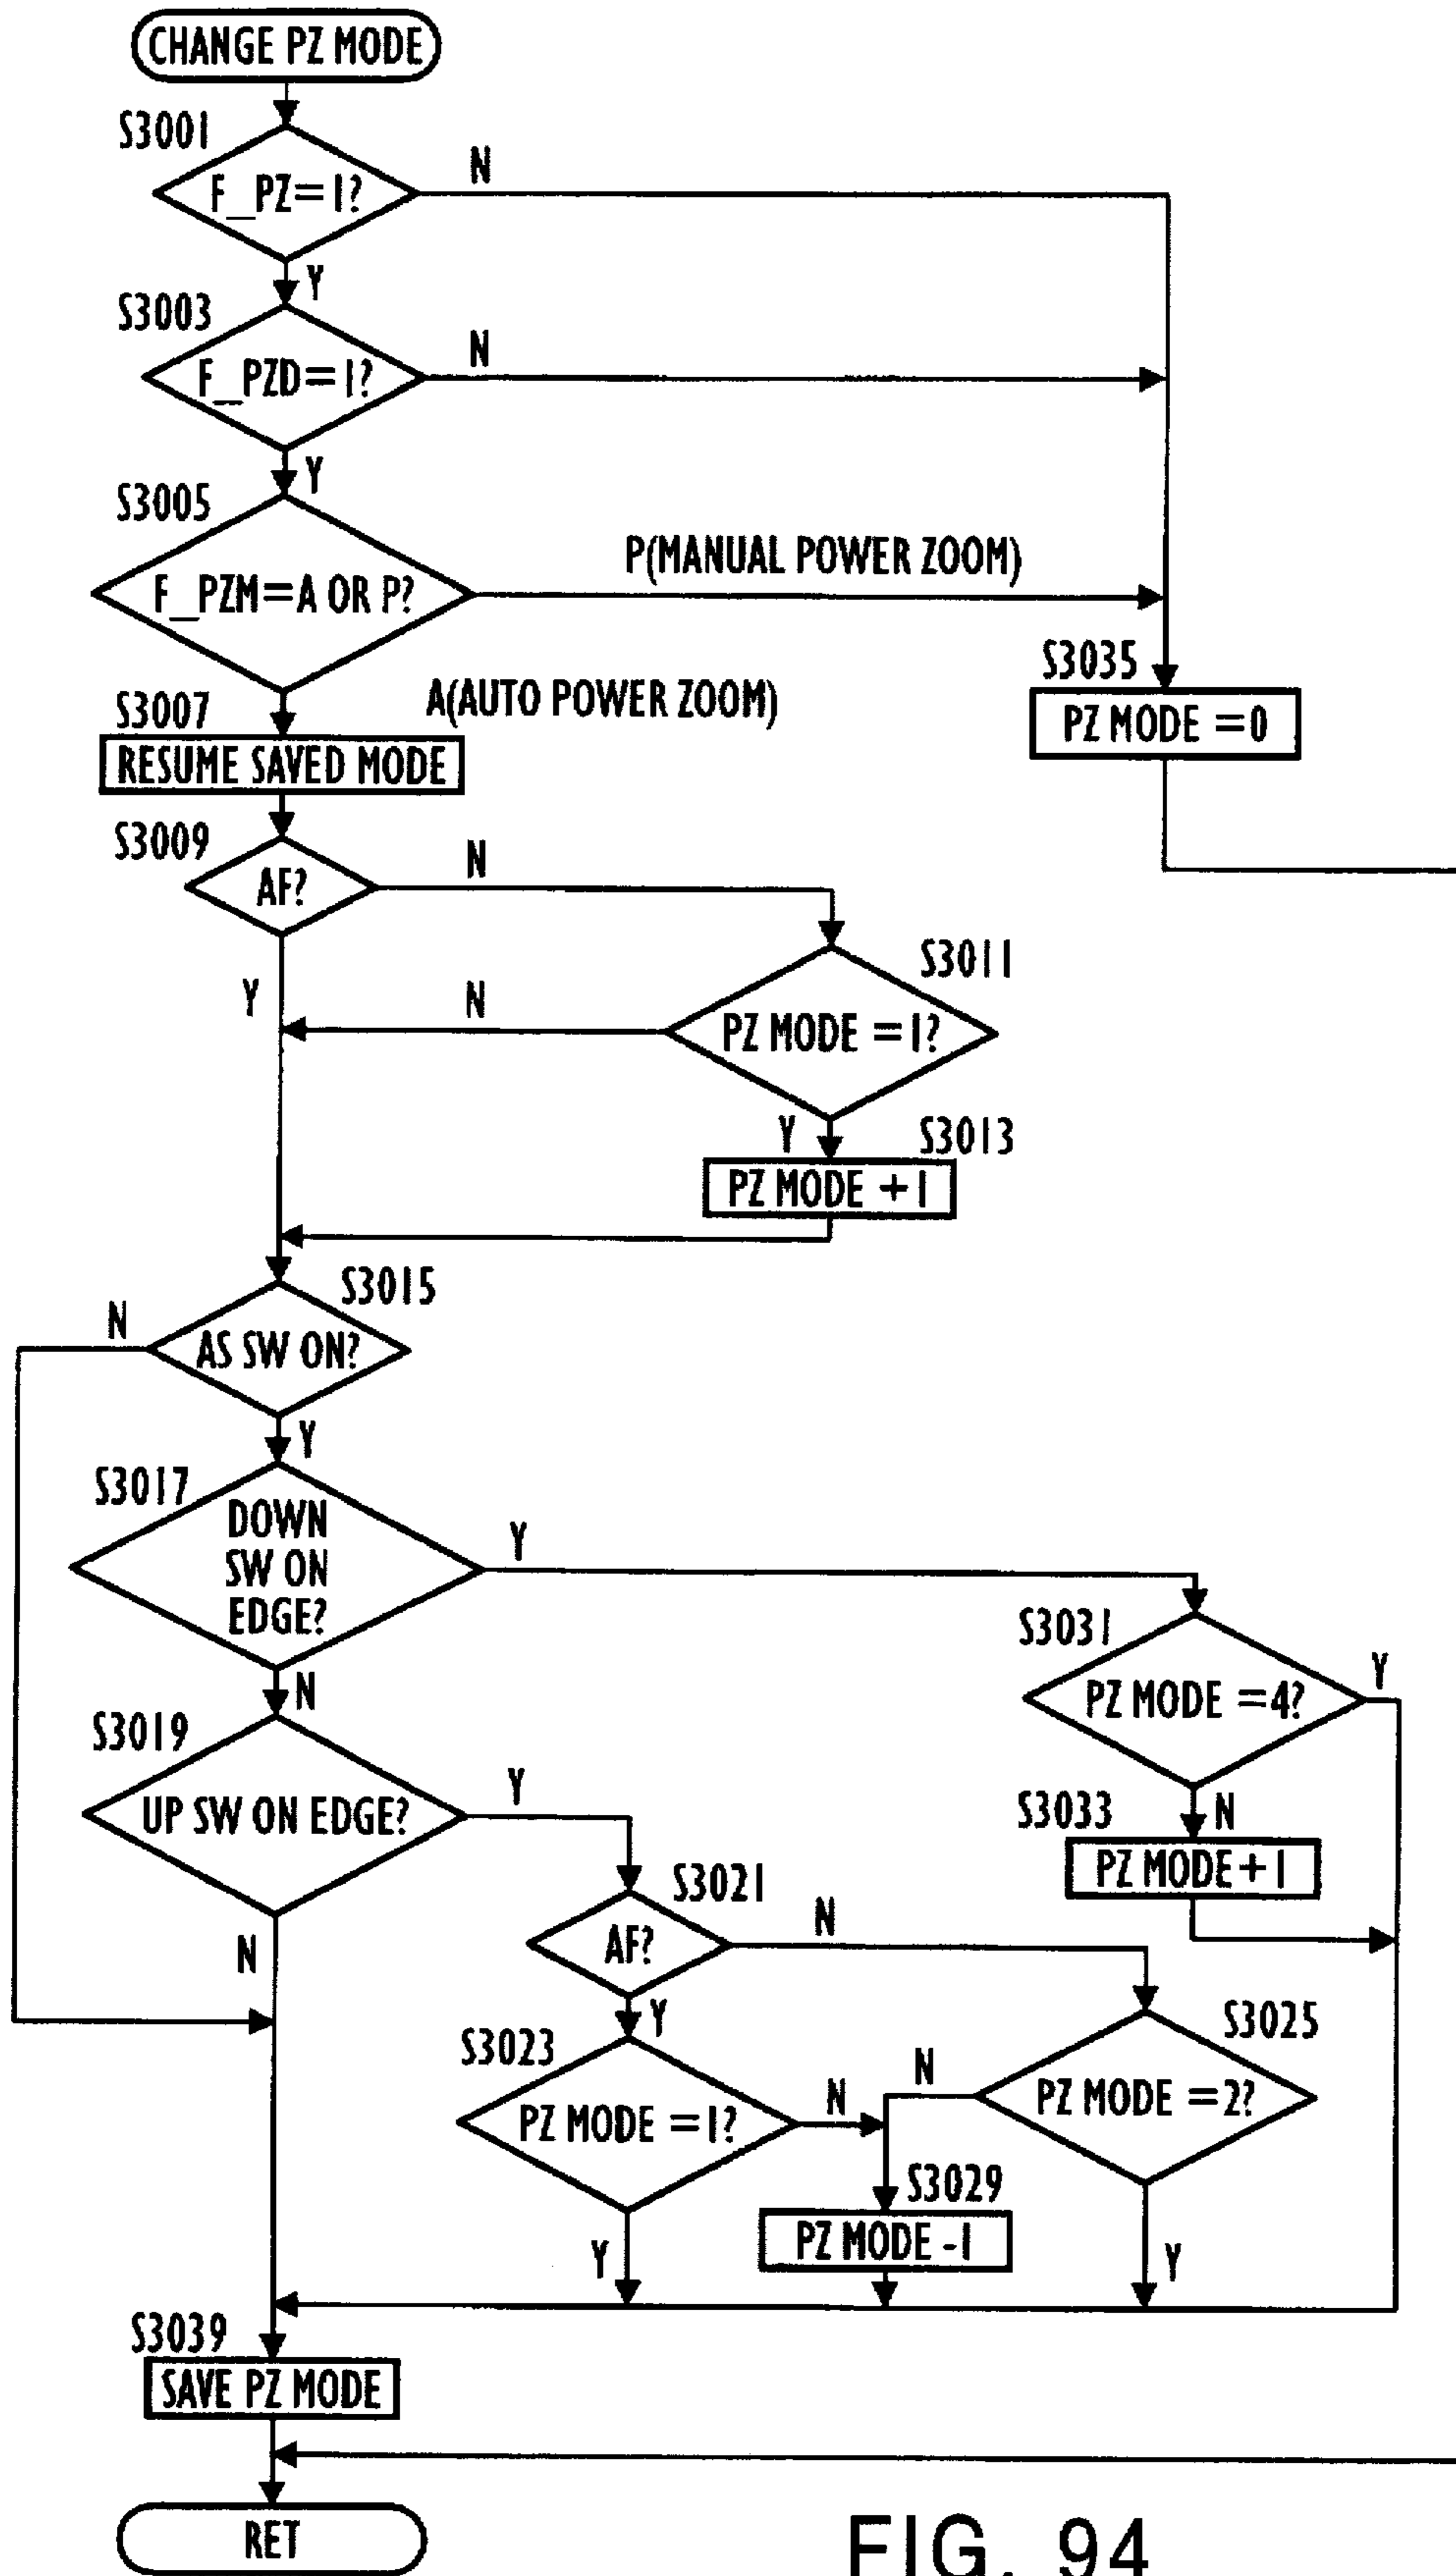 CHANGE PZ MODE
S3001
F_PZ=1?
N
Y
S3003
F_PZD=1?
N
Y
S3005
F_PZM=A OR P?
P(MANUAL POWER ZOOM)
A(AUTO POWER ZOOM)
S3035
PZ MODE =0
S3007
RESUME SAVED MODE
S3009
AF?
N
Y
S3011
PZ MODE =1?
N
Y
S3013
PZ MODE +1
S3015
AS SW ON?
N
Y
S3017
DOWN
SW ON
EDGE?
Y
N
S3031
PZ MODE =4?
Y
N
S3033
PZ MODE+1
S3019
UP SW ON EDGE?
Y
N
S3021
AF?
N
Y
S3023
PZ MODE =1?
N
Y
S3025
PZ MODE =2?
N
Y
S3029
PZ MODE -1
S3039
SAVE PZ MODE
RET
FIG. 94